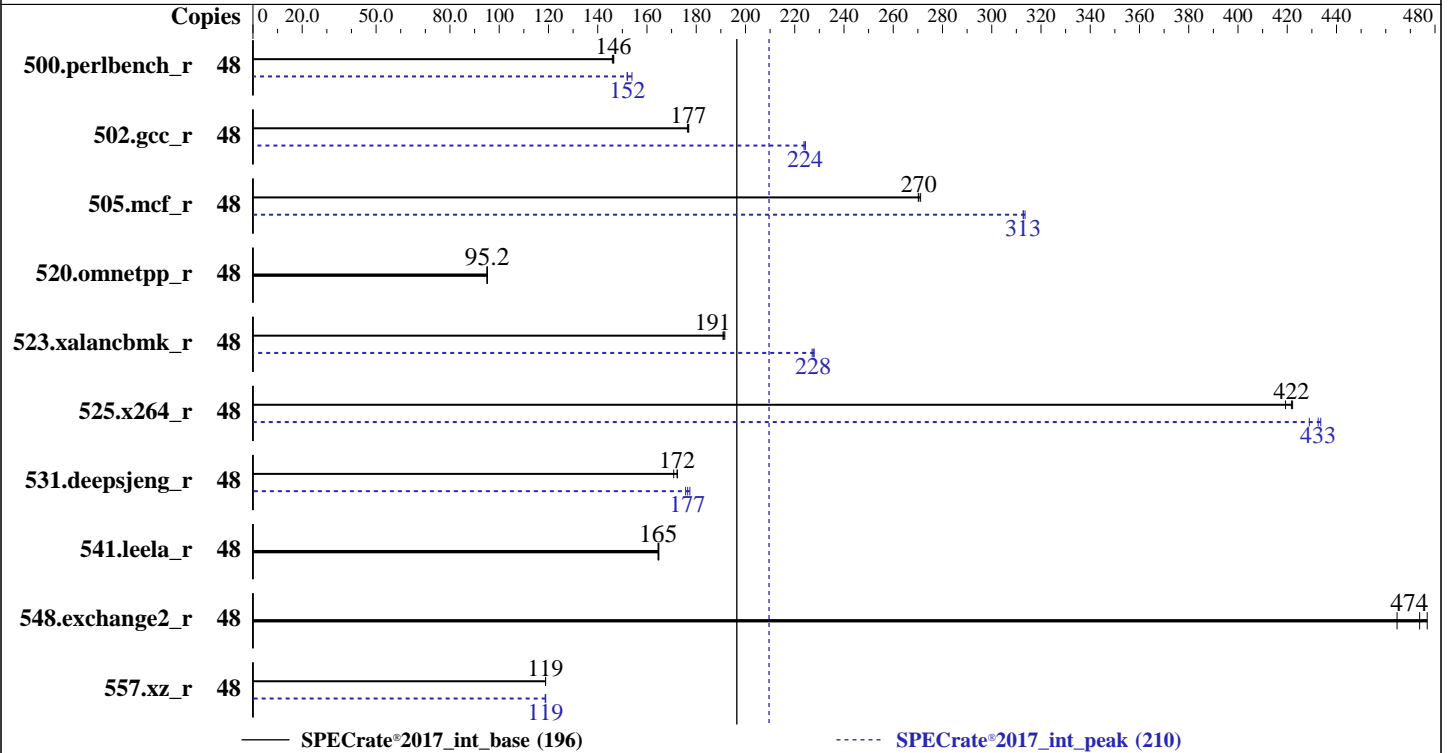 Copies 0 20.0 50.0 80.0 100 120 140 160 180 200 220 240 260 280 300 320 340 360 380 400 420 440 480
146
500.perlbench_r 48
152
177
502.gcc_r 48
224
270
505.mcf_r 48
313
95.2
520.omnetpp_r 48
191
523.xalancbmk_r 48
228
422
525.x264_r 48
433
172
531.deepsjeng_r 48
177
165
541.leela_r 48
474
548.exchange2_r 48
119
557.xz_r 48
119
SPECrate®2017_int_base (196) SPECrate®2017_int_peak (210)